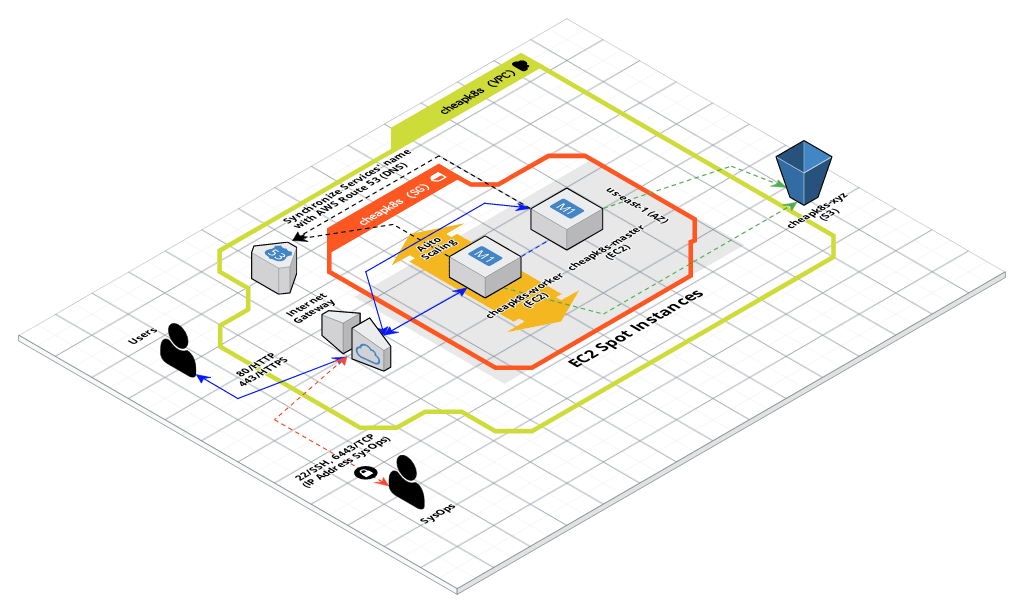 cheapk8s (VPC)
Synchronize Services' name
with AWS Route 53 (DNS)
cheapk8s (SG)
us-east-1 (AZ)
M1
cheapk8s-master
(EC2)
cheapk8s-xyz
(S3)
Auto
Scaling
M1
cheapk8s-worker
(EC2)
53
Internet
Gateway
EC2 Spot Instances
Users
80/HTTP
443/HTTPS
22/SSH, 6443/TCP
(IP Address SysOps)
SysOps